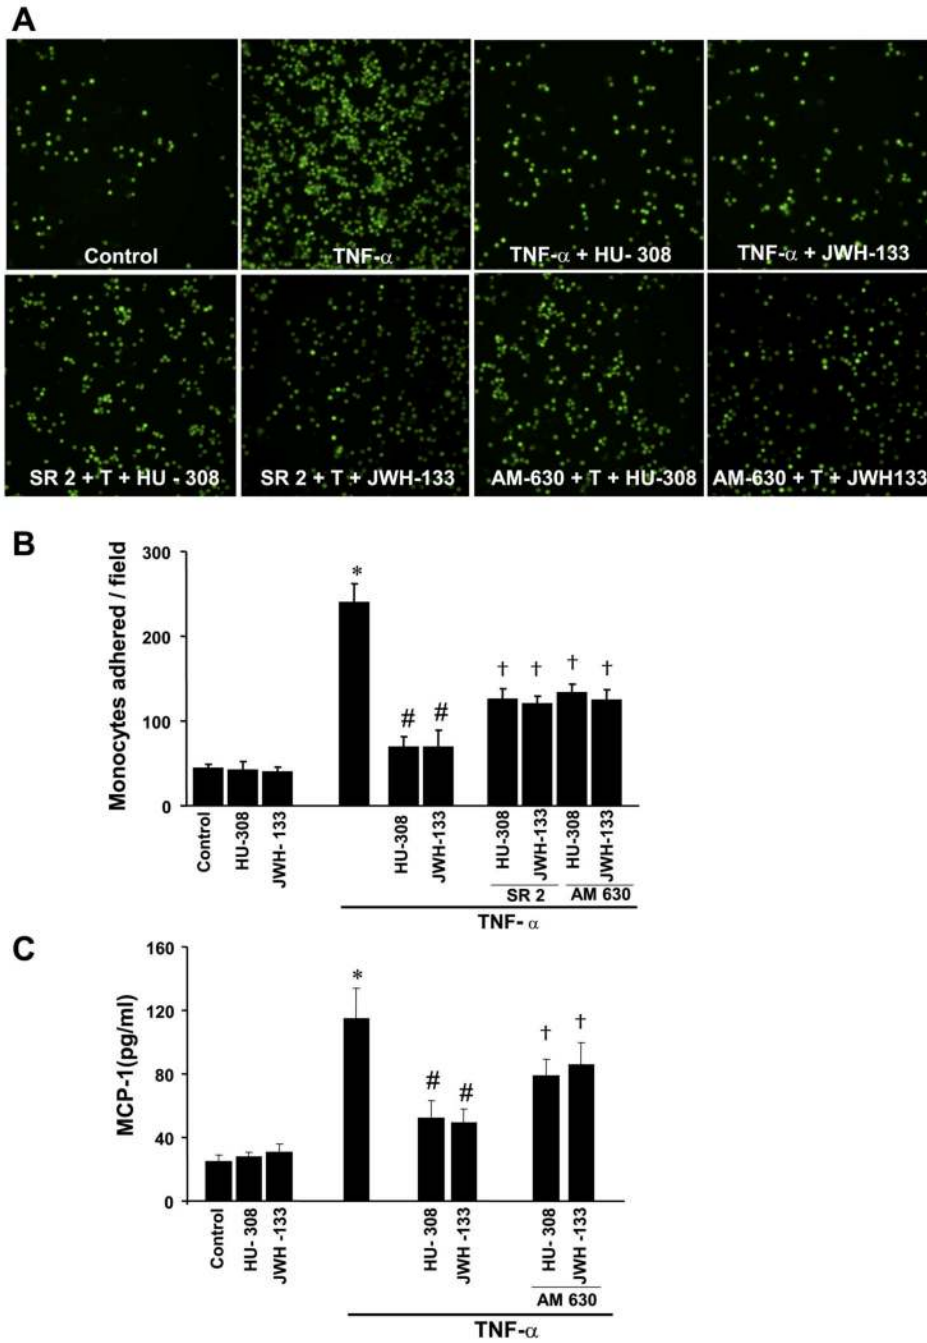 A
Control
TNF-α
TNF-α + HU- 308
TNF-α + JWH-133
SR 2 + T + HU - 308
SR 2 + T + JWH-133
AM-630 + T + HU-308
AM-630 + T + JWH133
B
Monocytes adhered / field
300
200
100
0
*
# #
† † † †
Control
HU-308
JWH- 133
HU-308
JWH-133
HU-308
JWH-133
HU-308
JWH-133
SR 2
AM 630
TNF- α
C
MCP-1(pg/ml)
160
120
80
40
0
*
# #
† †
Control
HU- 308
JWH -133
HU- 308
JWH -133
HU- 308
JWH -133
AM 630
TNF-α